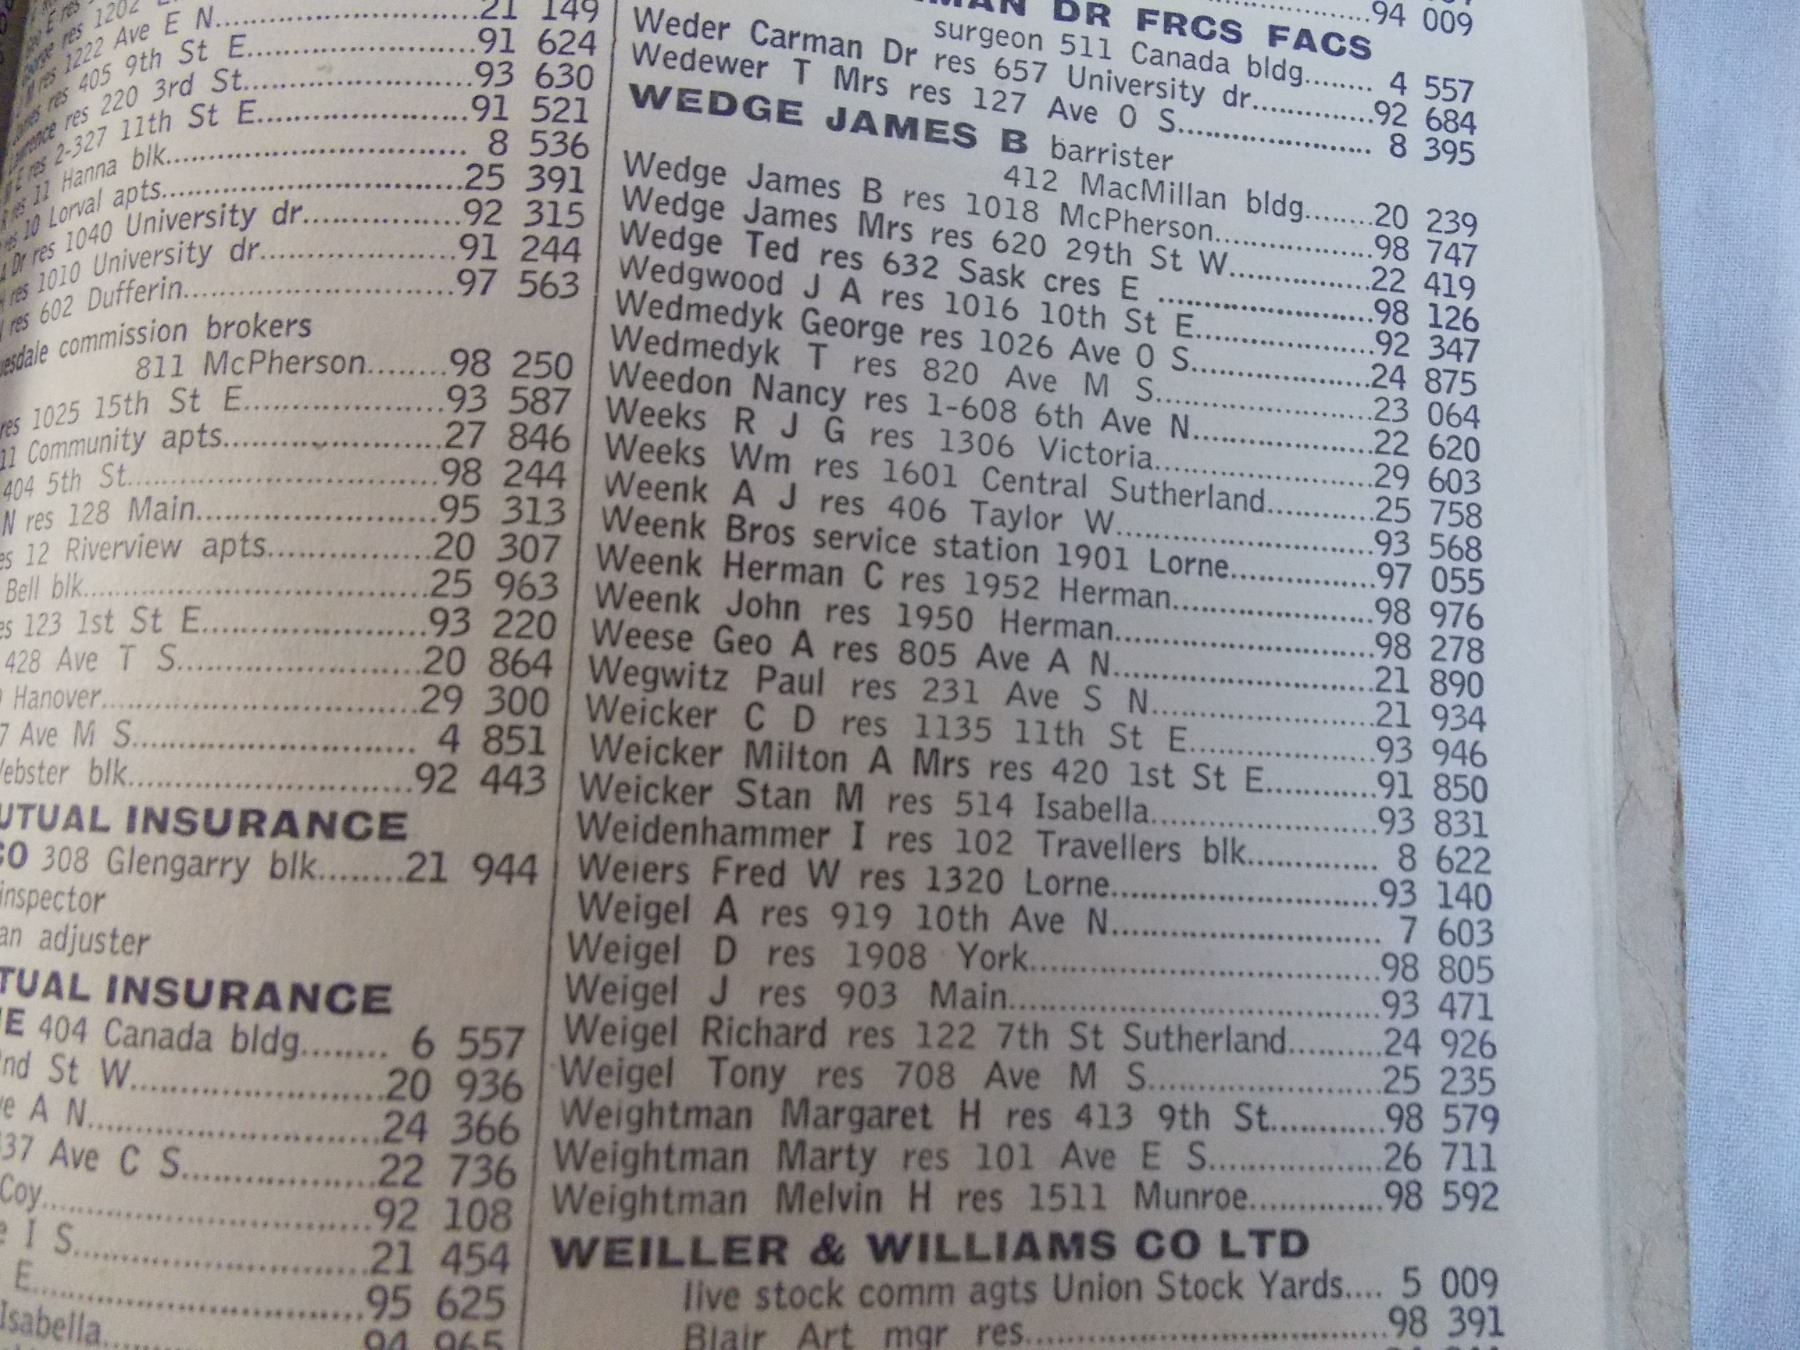 res 1222 Ave E N........................21 149
res 405 9th St E........................91 624
res 220 3rd St........................93 630
res 2-327 11th St E........................91 521
res 11 Hanna blk........................ 8 536
10 Lorval apts........................25 391
Dr res 1040 University dr................92 315
res 1010 University dr....................91 244
res 602 Dufferin........................97 563
commission brokers
811 McPherson........98 250
res 1025 15th St E....................93 587
11 Community apts....................27 846
404 5th St........................98 244
N res 128 Main........................95 313
12 Riverview apts................20 307
Bell blk........................25 963
123 1st St E....................93 220
428 Ave T S....................20 864
Hanover........................29 300
7 Ave M S........................ 4 851
Webster blk....................92 443
MUTUAL INSURANCE
CO 308 Glengarry blk........21 944
inspector
adjuster
MUTUAL INSURANCE
404 Canada bldg........ 6 557
St W....................20 936
A N....................24 366
37 Ave C S................22 736
Coy........................92 108
I S....................21 454
E........................95 625
Isabella....................94 965
94 009
DR FRCS FACS
surgeon 511 Canada bldg........ 4 557
Weder Carman Dr res 657 University dr............92 684
Wedewer T Mrs res 127 Ave O S.................... 8 395
WEDGE JAMES B barrister
412 MacMillan bldg........20 239
Wedge James B res 1018 McPherson................98 747
Wedge James Mrs res 620 29th St W..............22 419
Wedge Ted res 632 Sask cres E ....................98 126
Wedgwood J A res 1016 10th St E................92 347
Wedmedyk George res 1026 Ave O S................24 875
Wedmedyk T res 820 Ave M S....................23 064
Weedon Nancy res 1-608 6th Ave N................22 620
Weeks R J G res 1306 Victoria....................29 603
Weeks Wm res 1601 Central Sutherland............25 758
Weenk A J res 406 Taylor W....................93 568
Weenk Bros service station 1901 Lorne............97 055
Weenk Herman C res 1952 Herman................98 976
Weenk John res 1950 Herman....................98 278
Weese Geo A res 805 Ave A N....................21 890
Wegwitz Paul res 231 Ave S N....................21 934
Weicker C D res 1135 11th St E................93 946
Weicker Milton A Mrs res 420 1st St E............91 850
Weicker Stan M res 514 Isabella................93 831
Weidenhammer I res 102 Travellers blk............ 8 622
Weiers Fred W res 1320 Lorne....................93 140
Weigel A res 919 10th Ave N.................... 7 603
Weigel D res 1908 York........................98 805
Weigel J res 903 Main........................93 471
Weigel Richard res 122 7th St Sutherland..........24 926
Weigel Tony res 708 Ave M S....................25 235
Weightman Margaret H res 413 9th St............98 579
Weightman Marty res 101 Ave E S................26 711
Weightman Melvin H res 1511 Munroe............98 592
WEILLER & WILLIAMS CO LTD
live stock comm agts Union Stock Yards.... 5 009
Blair Art mgr res........................98 391